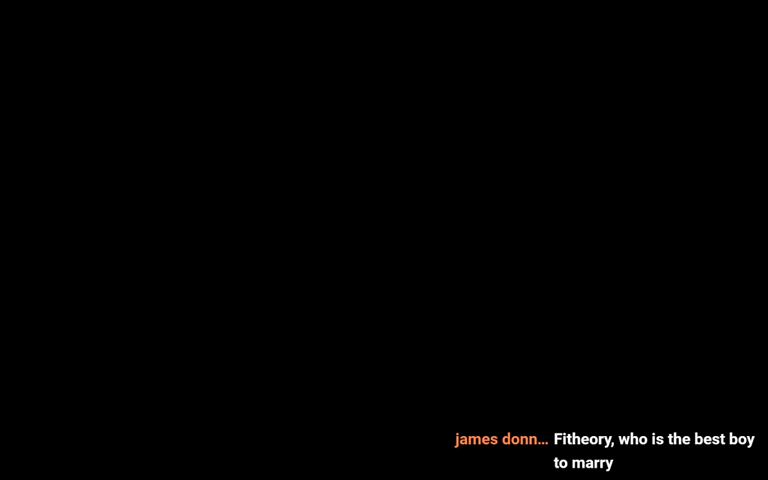 james donn… Fitheory, who is the best boy
to marry